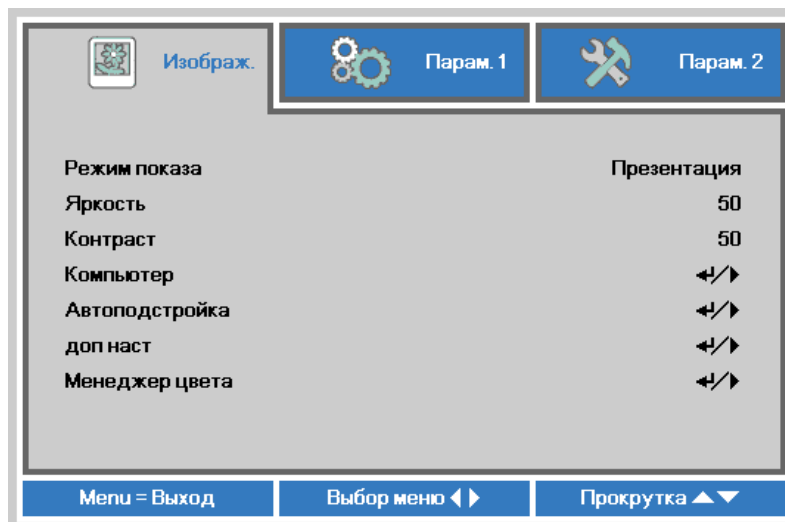 Изображ. Парам. 1 Парам. 2
Режим показа Презентация
Яркость 50
Контраст 50
Компьютер
Автоподстройка
доп наст
Менеджер цвета
Menu = Выход Выбор меню Прокрутка